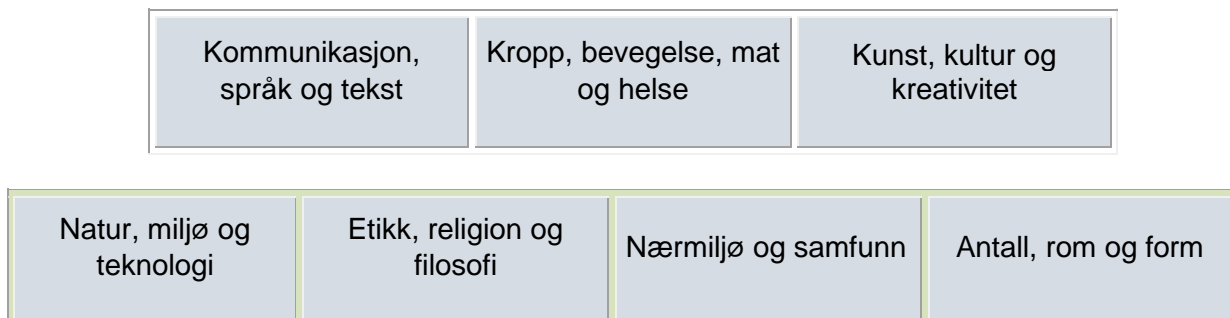 Kommunikasjon,
språk og tekst
Kropp, bevegelse, mat
og helse
Kunst, kultur og
kreativitet
Natur, miljø og
teknologi
Etikk, religion og
filosofi
Nærmiljø og samfunn
Antall, rom og form